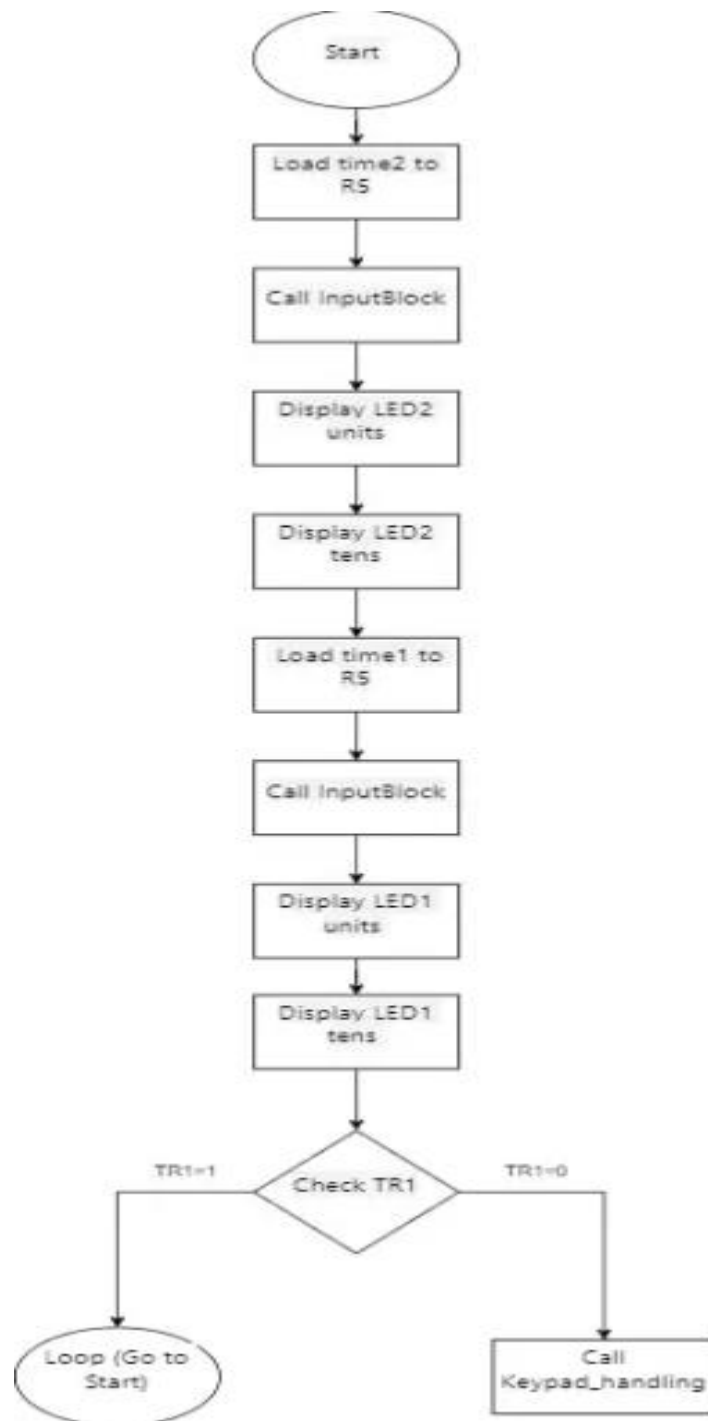 Start
Load time2 to
R5
Call InputBlock
Display LED2
units
Display LED2
tens
Load time1 to
R5
Call InputBlock
Display LED1
units
Display LED1
tens
Check TR1
TR1=1
TR1=0
Loop (Go to
Start)
Call
Keypad_handling